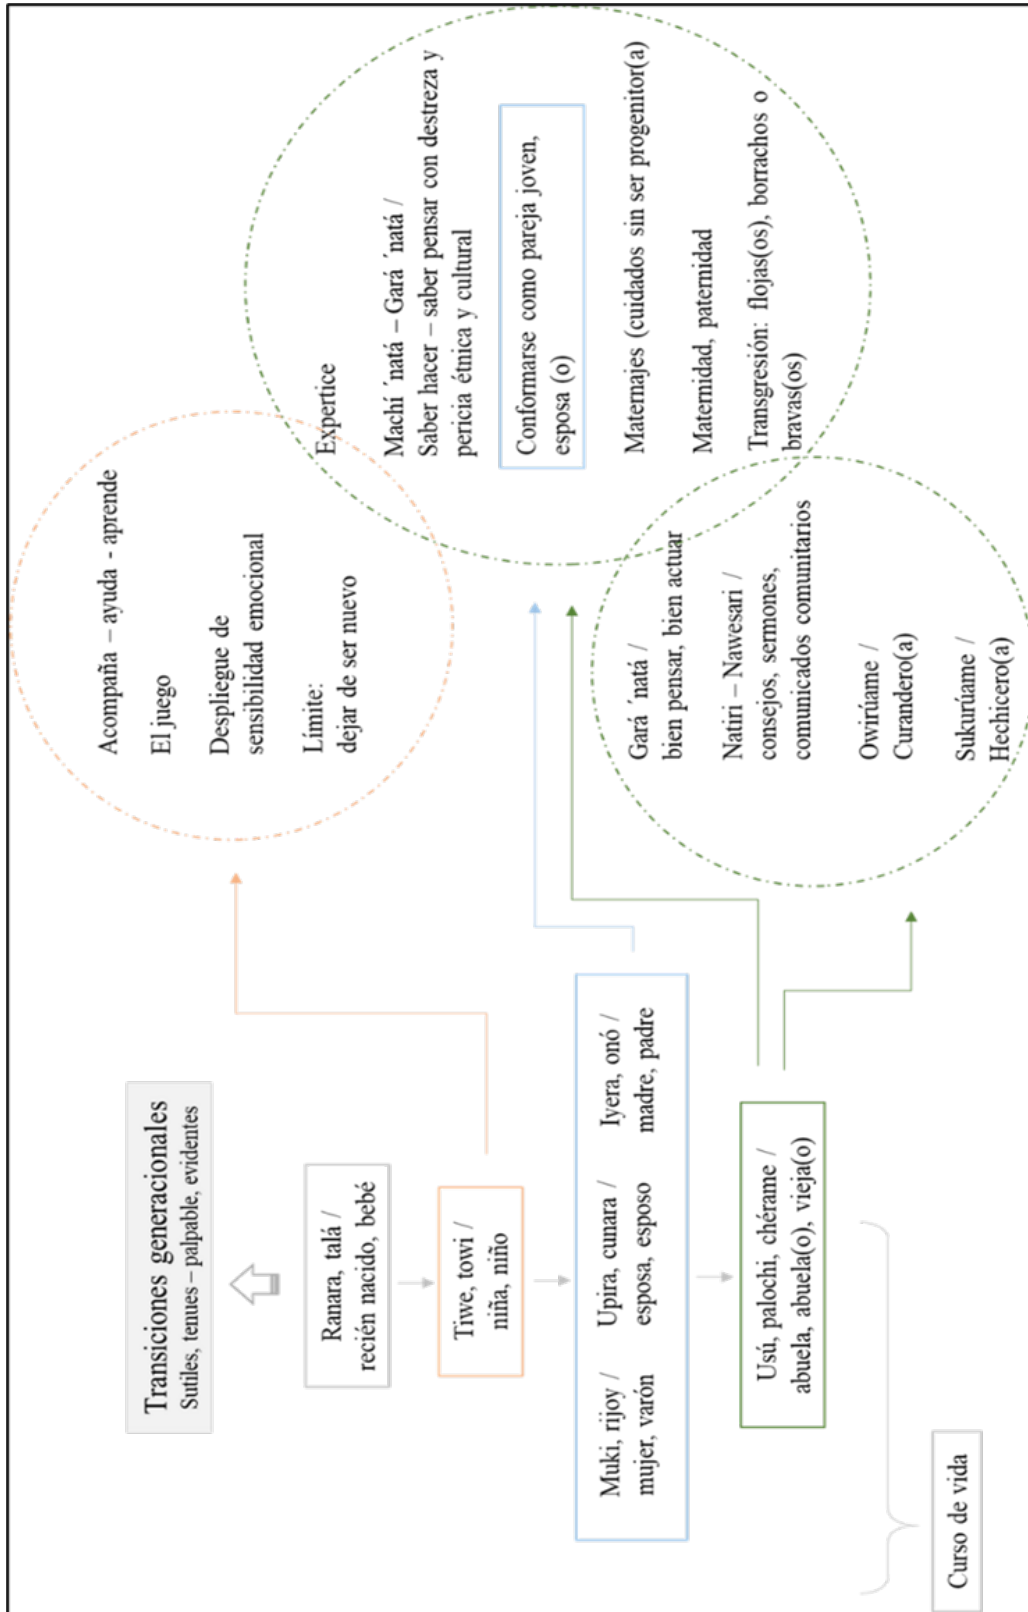 Transiciones generacionales
Sutiles, tenues – palpable, evidentes
Ranara, talá /
recién nacido, bebé
Tiwe, towi /
niña, niño
Muki, rijoy /
mujer, varón
Upira, cunara /
esposa, esposo
Iyera, onó /
madre, padre
Usú, palochi, chérame /
abuela, abuela(o), vieja(o)
Curso de vida
Acompaña – ayuda - aprende
El juego
Despliegue de
sensibilidad emocional
Límite:
dejar de ser nuevo
Expertice
Machí ´natá – Gará ´natá /
Saber hacer – saber pensar con destreza y
pericia étnica y cultural
Conformarse como pareja joven,
esposa (o)
Maternajes (cuidados sin ser progenitor(a)
Maternidad, paternidad
Transgresión: flojas(os), borrachos o
bravas(os)
Gará ´natá /
bien pensar, bien actuar
Natiri – Nawesari /
consejos, sermones,
comunicados comunitarios
Owirúame /
Curandero(a)
Sukurúame /
Hechicero(a)